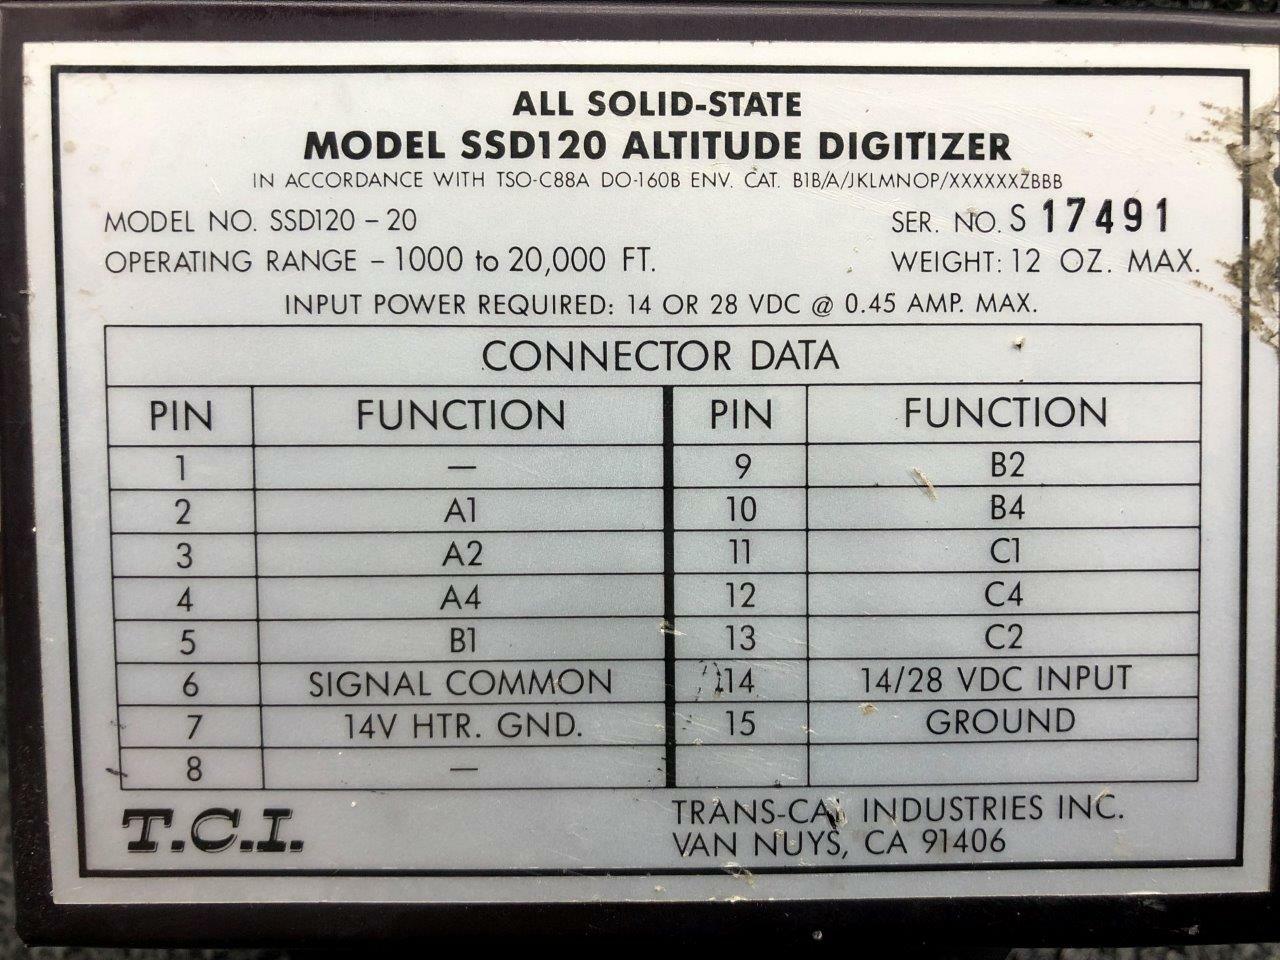 ALL SOLID-STATE
MODEL SSD120 ALTITUDE DIGITIZER
IN ACCORDANCE WITH TSO-C88A DO-160B ENV. CAT. B1B/A/JKLMNOP/XXXXXXZBBB
MODEL NO. SSD120 – 20 SER. NO. S 17491
OPERATING RANGE – 1000 to 20,000 FT. WEIGHT: 12 OZ. MAX.
INPUT POWER REQUIRED: 14 OR 28 VDC @ 0.45 AMP. MAX.
CONNECTOR DATA
PIN FUNCTION PIN FUNCTION
1 — 9 B2
2 A1 10 B4
3 A2 11 C1
4 A4 12 C4
5 B1 13 C2
6 SIGNAL COMMON 14 14/28 VDC INPUT
7 14V HTR. GND. 15 GROUND
8 —
T.C.I. TRANS-CAL INDUSTRIES INC.
VAN NUYS, CA 91406